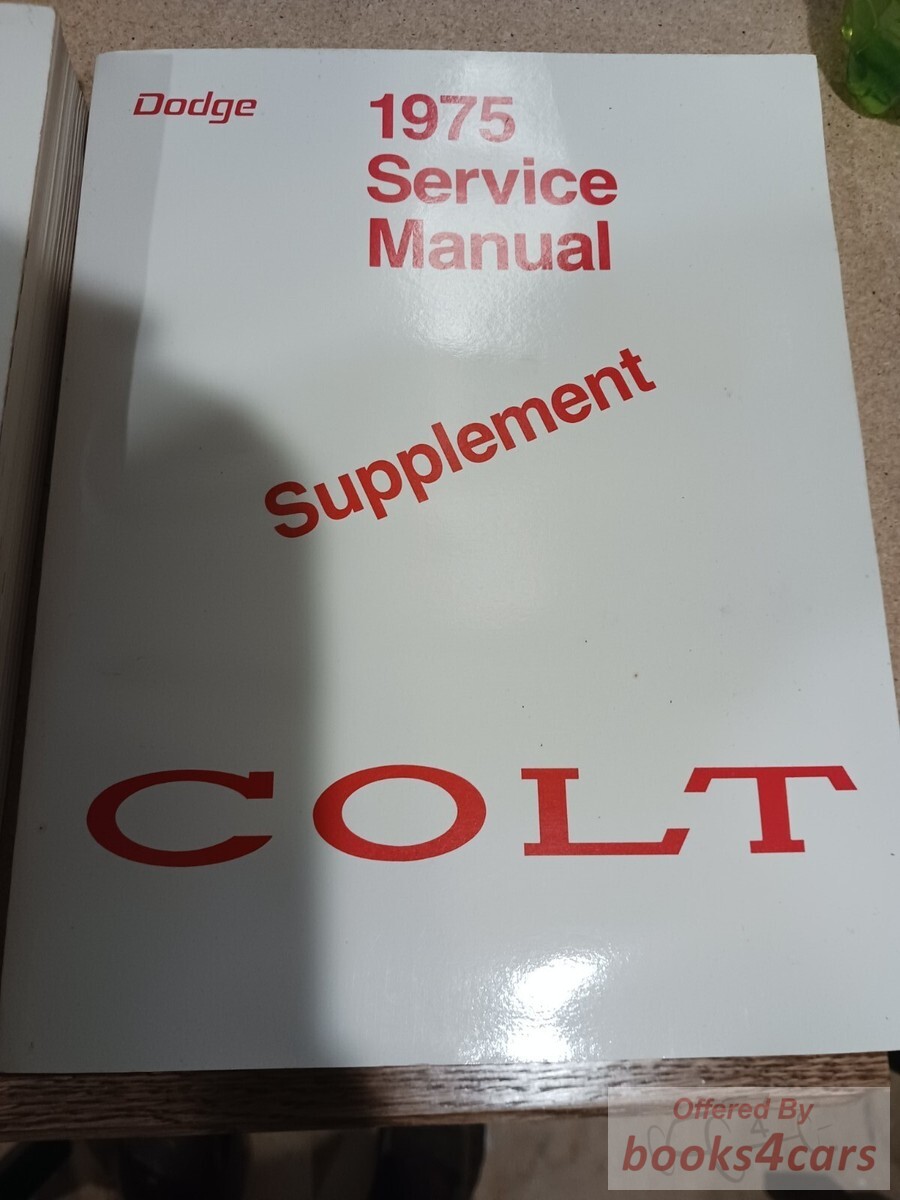 Dodge
1975
Service
Manual
Supplement
COLT
Offered By
books4cars